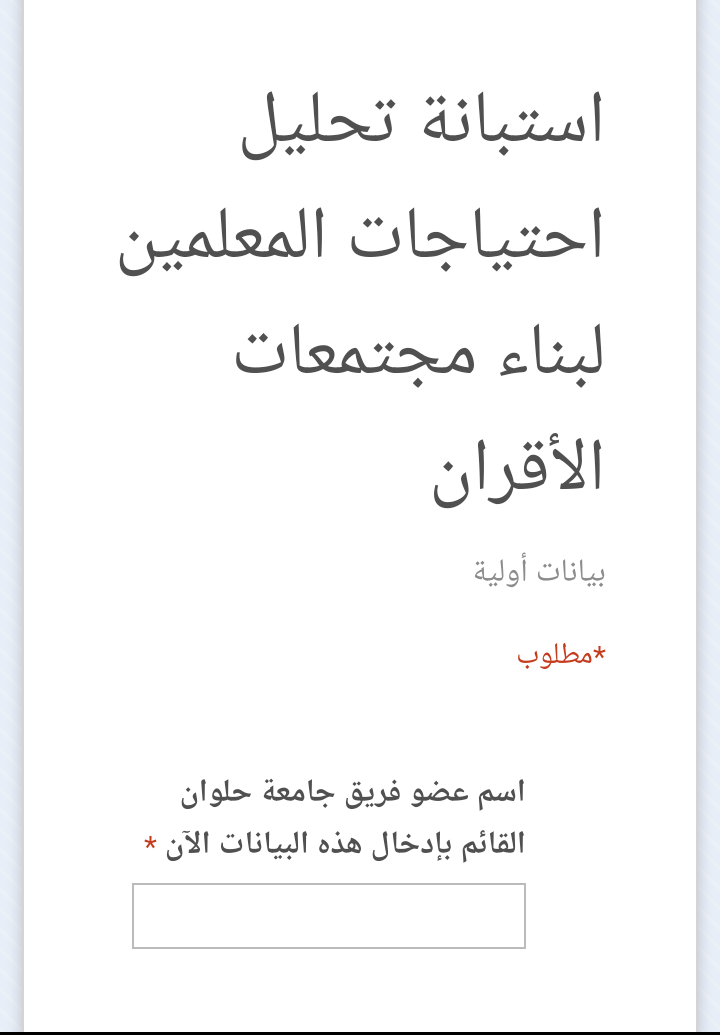 استبانة تحليل
احتياجات المعلمين
لبناء مجتمعات
الأقران
بيانات أولية
*مطلوب
اسم عضو فريق جامعة حلوان
القائم بإدخال هذه البيانات الآن *